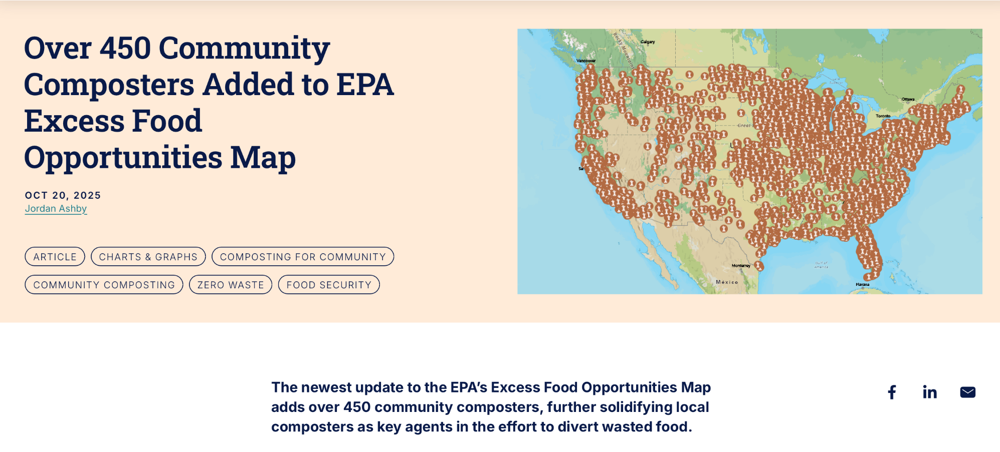 Over 450 Community
Composters Added to EPA
Excess Food
Opportunities Map
OCT 20, 2025
Jordan Ashby
ARTICLE
CHARTS & GRAPHS
COMPOSTING FOR COMMUNITY
COMMUNITY COMPOSTING
ZERO WASTE
FOOD SECURITY
Calgary
Rocky Mountains
Vancouver
Ottawa
Toronto
Great
Monterrey
México
Gulf of
America
Havana
The newest update to the EPA’s Excess Food Opportunities Map
adds over 450 community composters, further solidifying local
composters as key agents in the effort to divert wasted food.